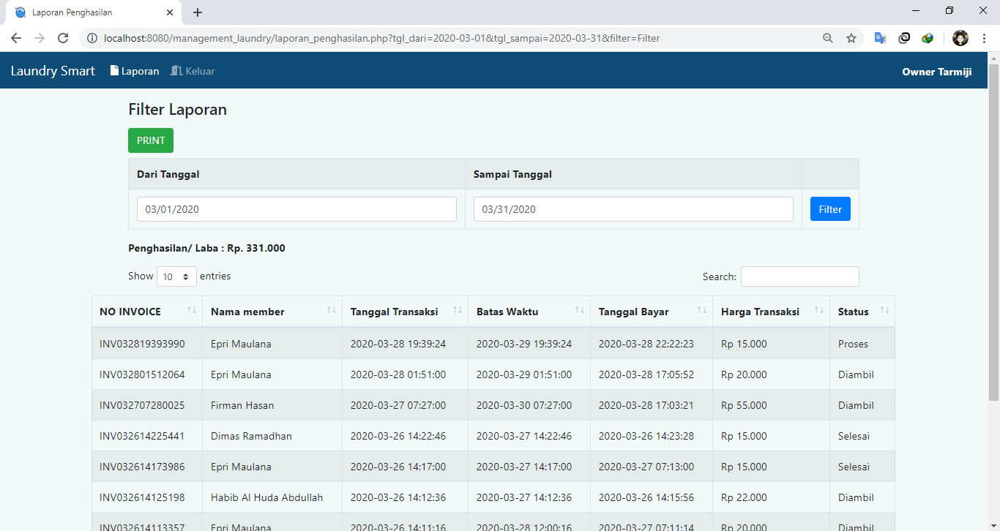 Laporan Penghasilan
localhost:8080/management_laundry/laporan_penghasilan.php?tgl_dari=2020-03-01&tgl_sampai=2020-03-31&filter=Filter
Laundry Smart Laporan Keluar Owner Tarmiji
Filter Laporan
PRINT
Dari Tanggal Sampai Tanggal
03/01/2020 03/31/2020 Filter
Penghasilan/ Laba : Rp. 331.000
Show 10 entries Search:
NO INVOICE Nama member Tanggal Transaksi Batas Waktu Tanggal Bayar Harga Transaksi Status
INV032819393990 Epri Maulana 2020-03-28 19:39:24 2020-03-29 19:39:24 2020-03-28 22:22:23 Rp 15.000 Proses
INV032801512064 Epri Maulana 2020-03-28 01:51:00 2020-03-29 01:51:00 2020-03-28 17:05:52 Rp 20.000 Diambil
INV032707280025 Firman Hasan 2020-03-27 07:27:00 2020-03-30 07:27:00 2020-03-28 17:03:21 Rp 55.000 Diambil
INV032614225441 Dimas Ramadhan 2020-03-26 14:22:46 2020-03-27 14:22:46 2020-03-26 14:23:28 Rp 15.000 Selesai
INV032614173986 Epri Maulana 2020-03-26 14:17:00 2020-03-27 14:17:00 2020-03-27 07:13:00 Rp 15.000 Selesai
INV032614125198 Habib Al Huda Abdullah 2020-03-26 14:12:36 2020-03-27 14:12:36 2020-03-26 14:15:56 Rp 22.000 Diambil
INV032614113357 Epri Maulana 2020-03-26 14:11:16 2020-03-28 12:00:16 2020-03-27 07:11:14 Rp 20.000 Diambil